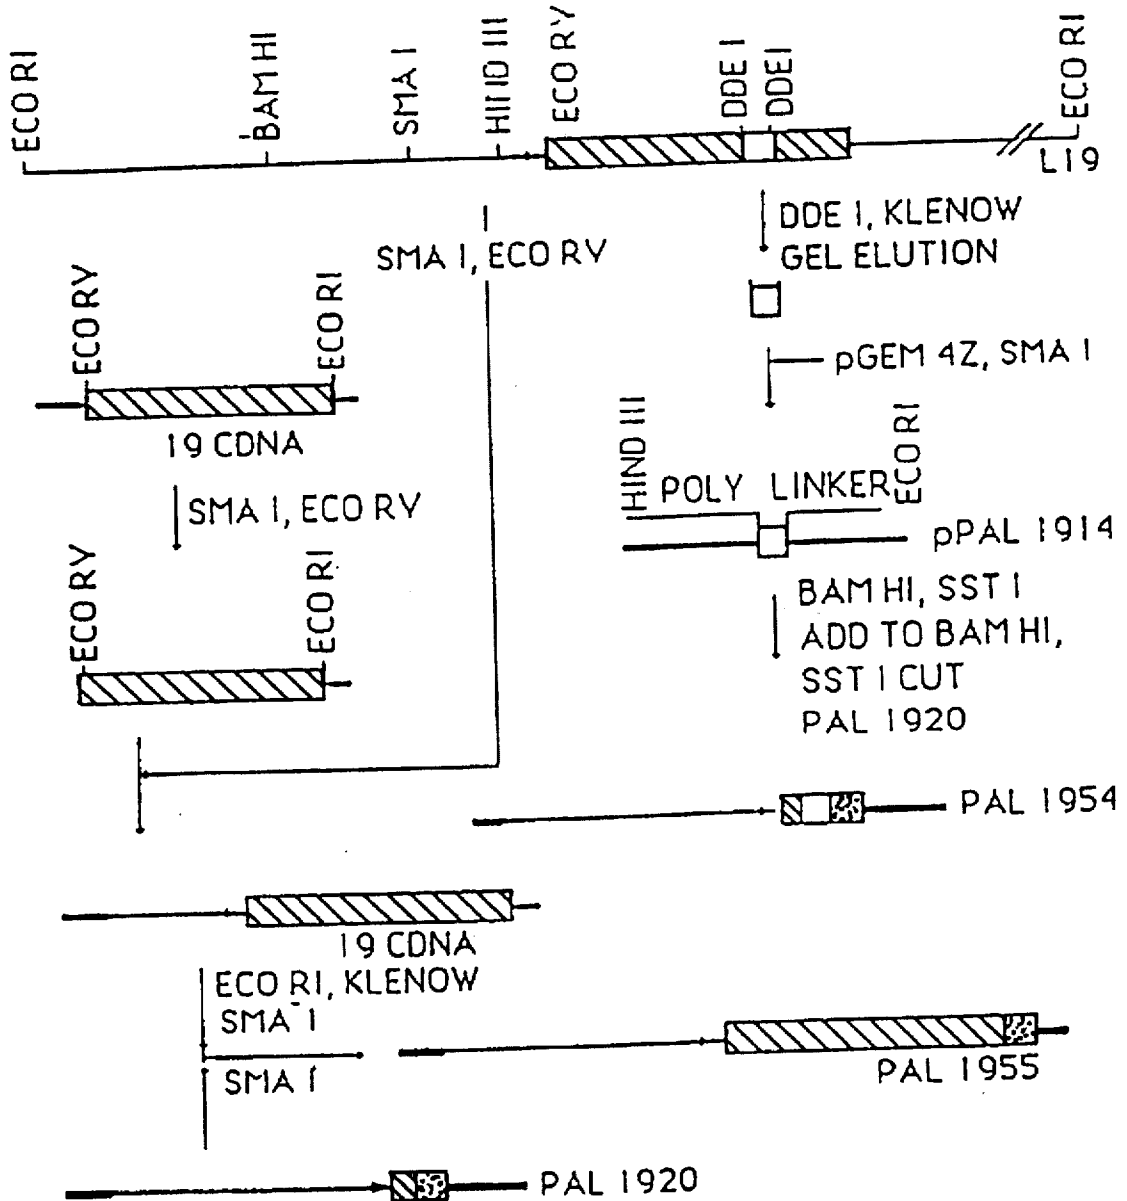 ECO RI
BAM HI
SMA I
HIND III
ECO RV
DDE I
DDE I
ECO RI
L19
SMA I, ECO RV
DDE I, KLENOW
GEL ELUTION
ECO RV
ECO RI
pGEM 4Z, SMA I
19 CDNA
HIND III
POLY LINKER
ECO RI
SMA I, ECO RV
pPAL 1914
ECO RV
ECO RI
BAM HI, SST I
ADD TO BAM HI,
SST I CUT
PAL 1920
PAL 1954
19 CDNA
ECO RI, KLENOW
SMA I
SMA I
PAL 1955
PAL 1920